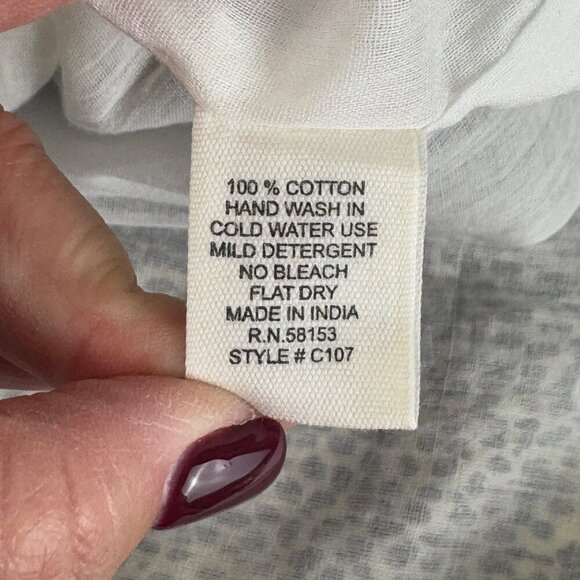 100 % COTTON
HAND WASH IN
COLD WATER USE
MILD DETERGENT
NO BLEACH
FLAT DRY
MADE IN INDIA
R.N.58153
STYLE # C107